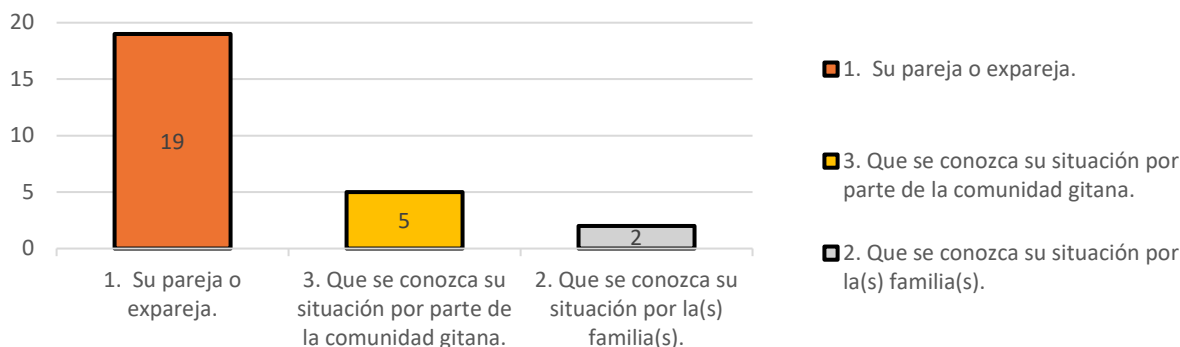 20
15
10
5
0
19
5
2
1. Su pareja o
expareja.
3. Que se conozca su
situación por parte de
la comunidad gitana.
2. Que se conozca su
situación por la(s)
familia(s).
1. Su pareja o expareja.
3. Que se conozca su situación por
parte de la comunidad gitana.
2. Que se conozca su situación por
la(s) familia(s).